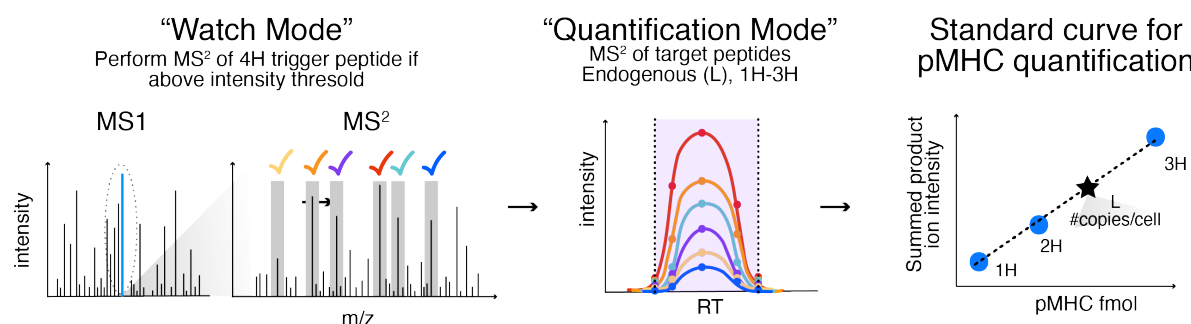 “Watch Mode”
Perform MS² of 4H trigger peptide if
above intensity thresold
MS1
MS²
intensity
m/z
“Quantification Mode”
MS² of target peptides
Endogenous (L), 1H-3H
intensity
RT
Standard curve for
pMHC quantification
Summed product
ion intensity
3H
L
#copies/cell
2H
1H
pMHC fmol